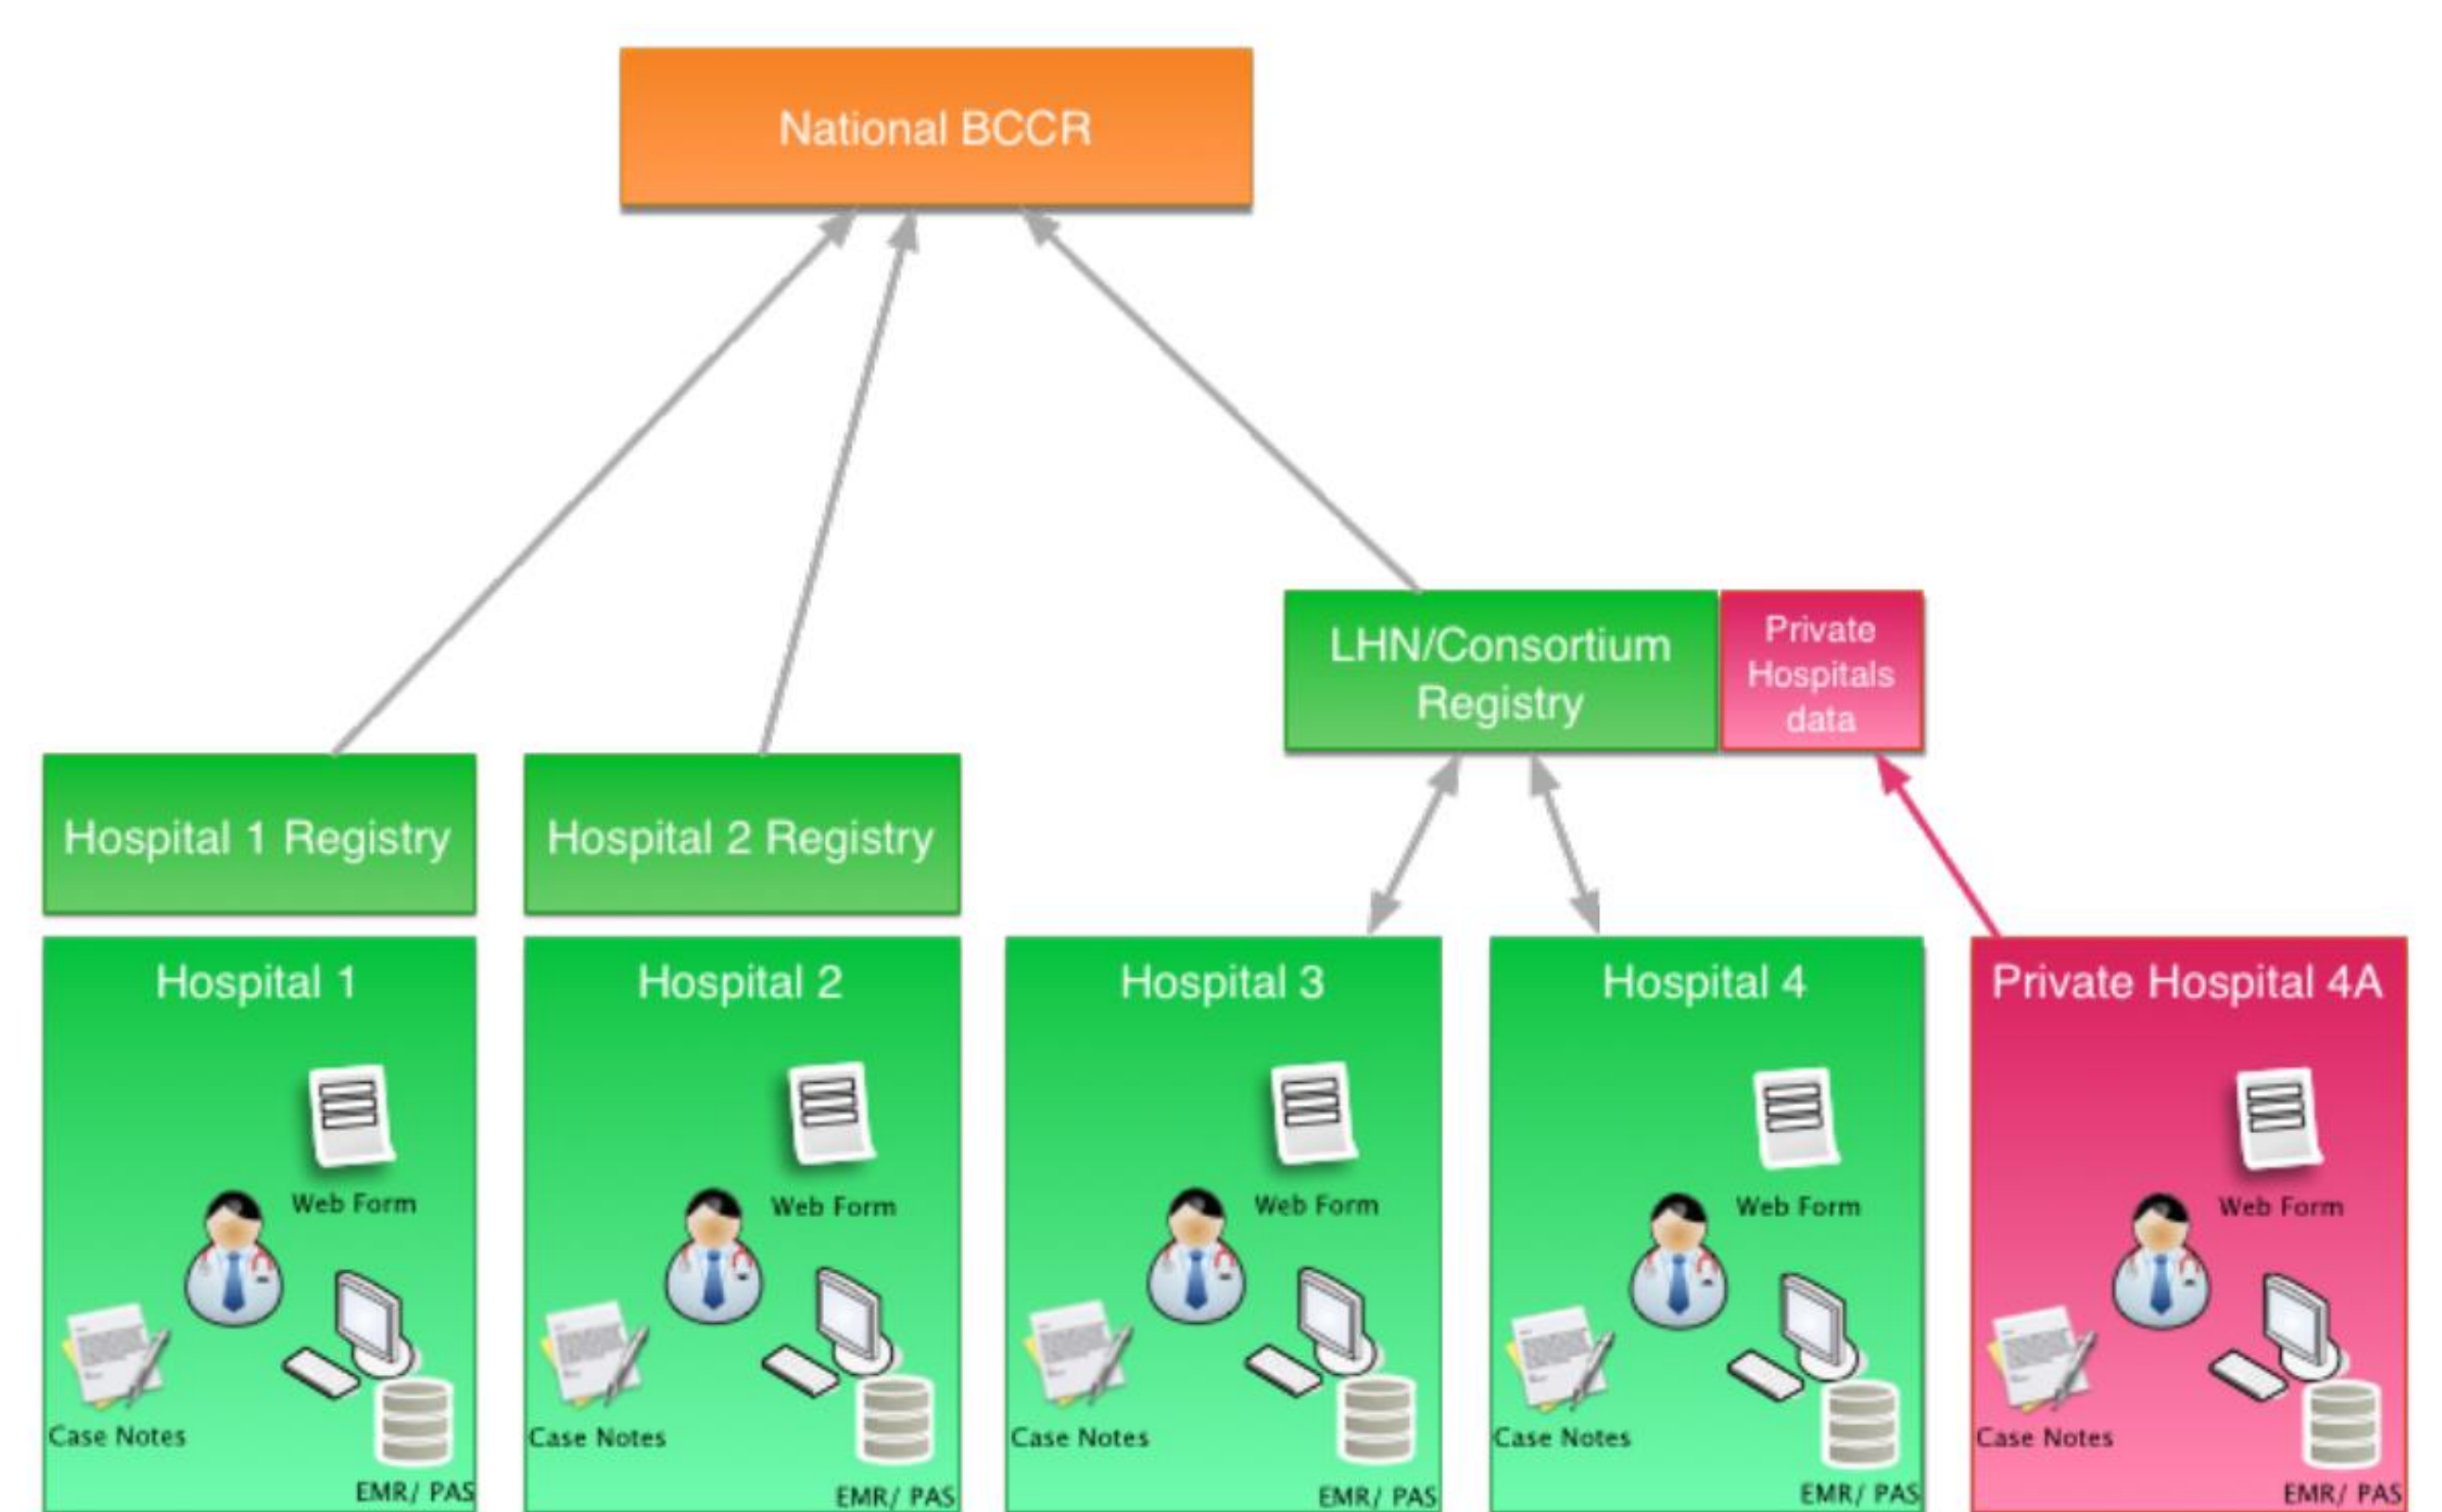 National BCCR
LHN/Consortium
Registry
Private
Hospitals
data
Hospital 1 Registry
Hospital 2 Registry
Hospital 1
Web Form
Case Notes
EMR/ PAS
Hospital 2
Web Form
Case Notes
EMR/ PAS
Hospital 3
Web Form
Case Notes
EMR/ PAS
Hospital 4
Web Form
Case Notes
EMR/ PAS
Private Hospital 4A
Web Form
Case Notes
EMR/ PAS